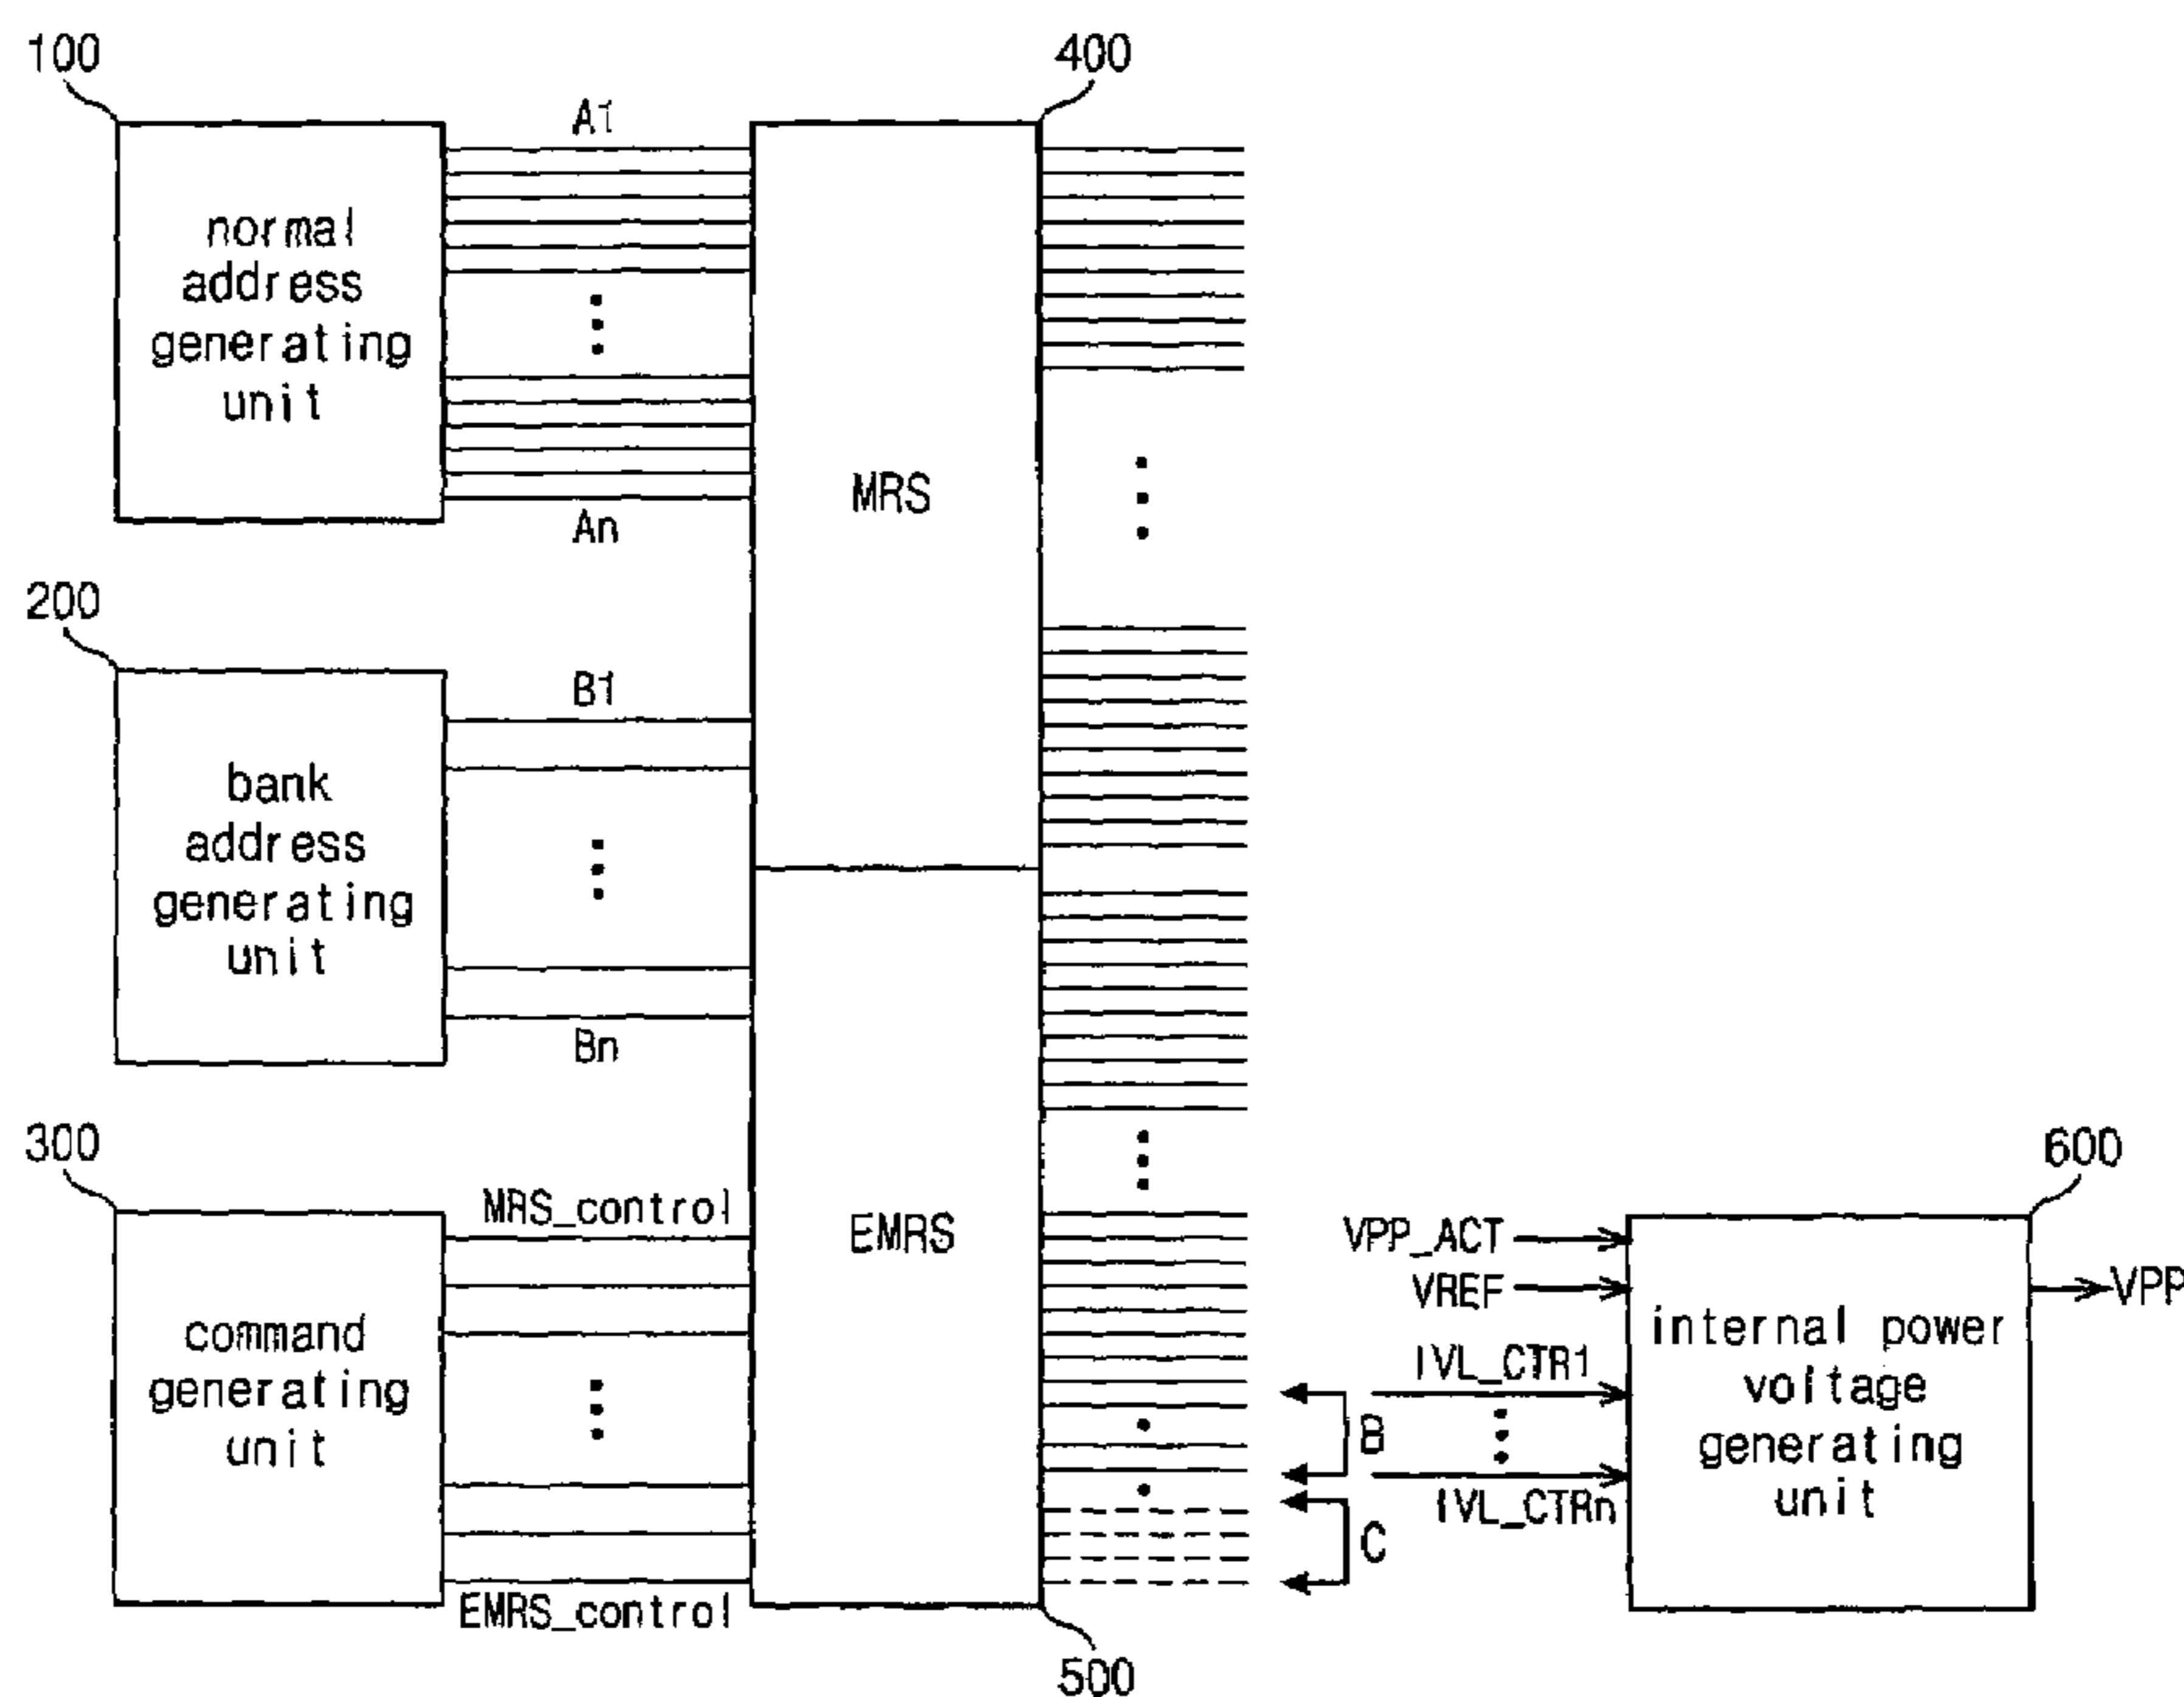 100
400
A1
normal
address
generating
unit
MRS
An
200
B1
bank
address
generating
unit
Bn
300
600
MRS_control
EMRS
VPP_ACT
VREF
VPP
command
generating
unit
internal power
voltage
generating
unit
IVL_CTR1
B
IVL_CTRn
C
EMRS_control
500